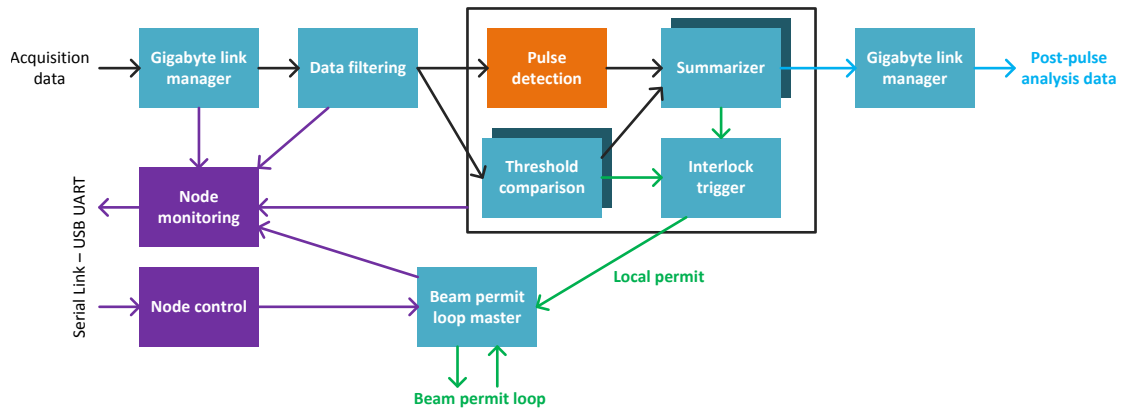 Acquisition
data
Gigabyte link
manager
Data filtering
Pulse
detection
Summarizer
Gigabyte link
manager
Post-pulse
analysis data
Threshold
comparison
Interlock
trigger
Node
monitoring
Serial Link – USB UART
Local permit
Node control
Beam permit
loop master
Beam permit loop